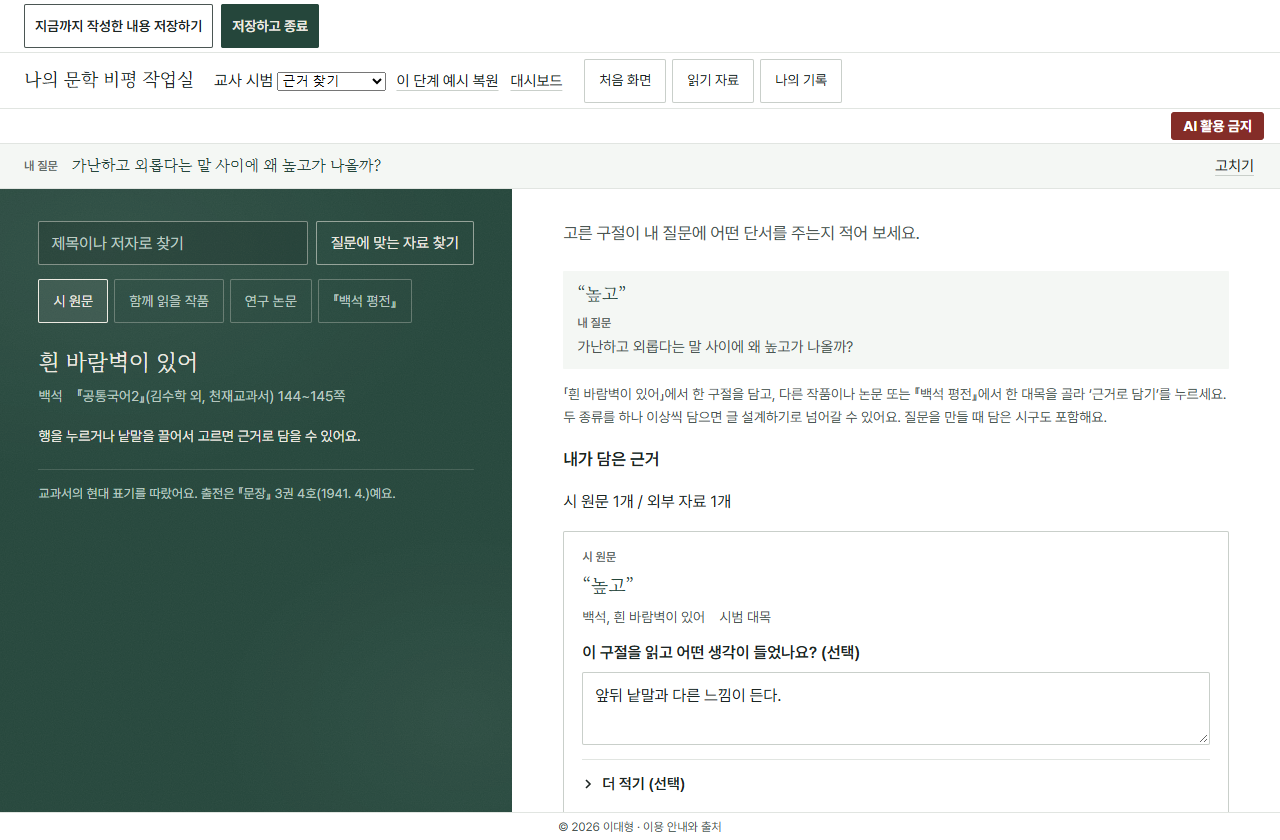 지금까지 작성한 내용 저장하기 저장하고 종료
나의 문학 비평 작업실 교사 시범 근거 찾기 이 단계 예시 복원 대시보드 처음 화면 읽기 자료 나의 기록
AI 활용 금지
내 질문 가난하고 외롭다는 말 사이에 왜 높고가 나올까? 고치기
제목이나 저자로 찾기 질문에 맞는 자료 찾기
시 원문 함께 읽을 작품 연구 논문 『백석 평전』
흰 바람벽이 있어
백석 『공통국어2』(김수학 외, 천재교과서) 144~145쪽
행을 누르거나 낱말을 끌어서 고르면 근거로 담을 수 있어요.
교과서의 현대 표기를 따랐어요. 출전은 『문장』 3권 4호(1941. 4.)예요.
고른 구절이 내 질문에 어떤 단서를 주는지 적어 보세요.
“높고”
내 질문
가난하고 외롭다는 말 사이에 왜 높고가 나올까?
「흰 바람벽이 있어」에서 한 구절을 담고, 다른 작품이나 논문 또는 『백석 평전』에서 한 대목을 골라 ‘근거로 담기’를 누르세요.
두 종류를 하나 이상씩 담으면 글 설계하기로 넘어갈 수 있어요. 질문을 만들 때 담은 시구도 포함해요.
내가 담은 근거
시 원문 1개 / 외부 자료 1개
시 원문
“높고”
백석, 흰 바람벽이 있어 시범 대목
이 구절을 읽고 어떤 생각이 들었나요? (선택)
앞뒤 낱말과 다른 느낌이 든다.
더 적기 (선택)
© 2026 이대형 · 이용 안내와 출처